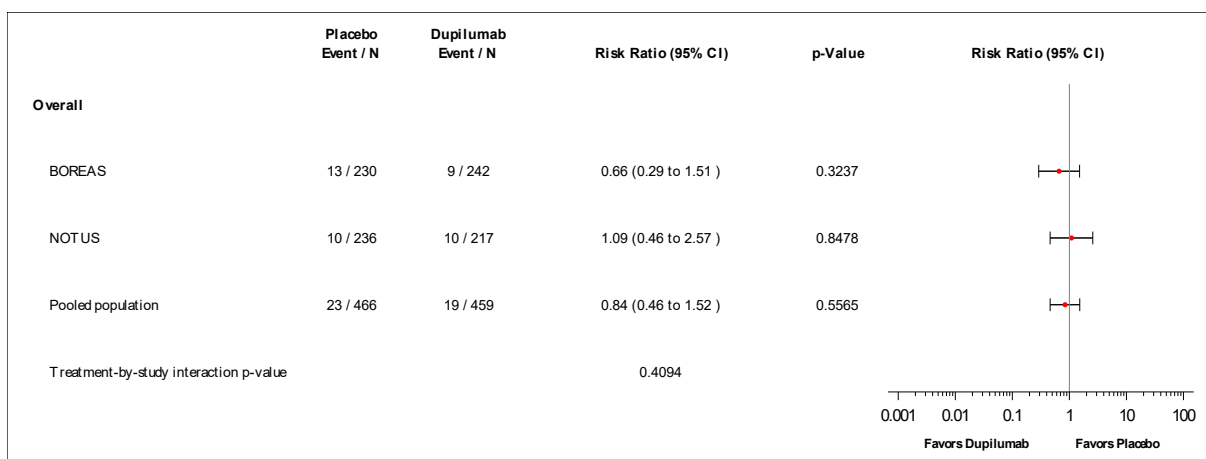 Placebo Dupilumab
Event / N Event / N Risk Ratio (95% CI) p-Value Risk Ratio (95% CI)
Overall
BOREAS 13 / 230 9 / 242 0.66 (0.29 to 1.51 ) 0.3237
NOTUS 10 / 236 10 / 217 1.09 (0.46 to 2.57 ) 0.8478
Pooled population 23 / 466 19 / 459 0.84 (0.46 to 1.52 ) 0.5565
Treatment-by-study interaction p-value 0.4094
0.001 0.01 0.1 1 10 100
Favors Dupilumab Favors Placebo